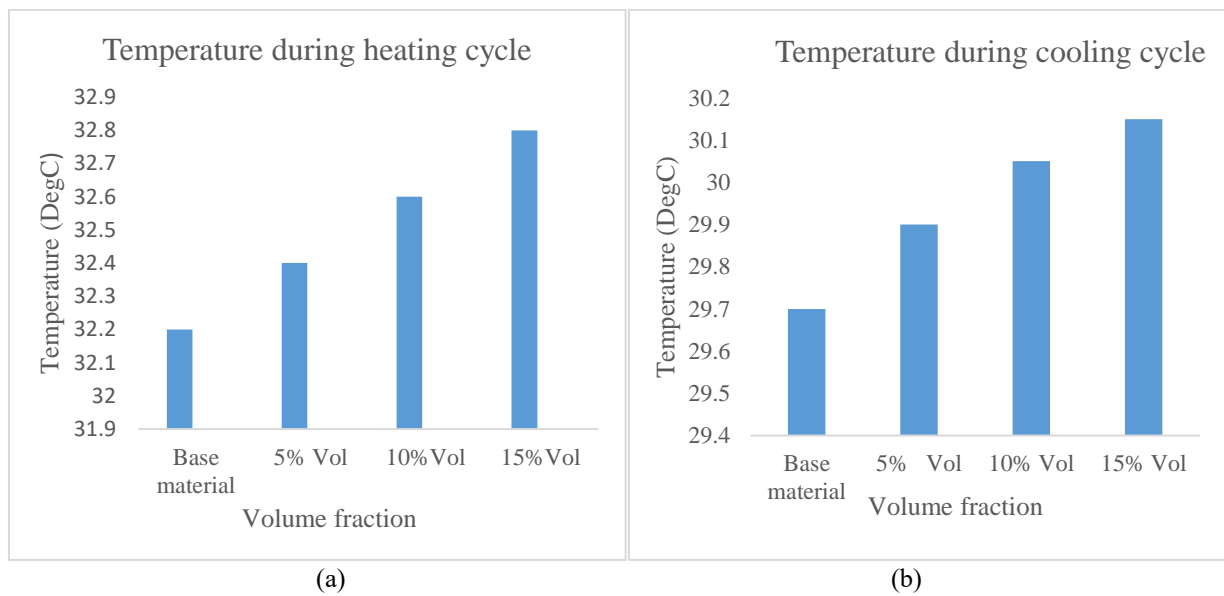 Temperature during heating cycle
Temperature (DegC)
32.9
32.8
32.7
32.6
32.5
32.4
32.3
32.2
32.1
32
31.9
Base
material
5% Vol
10%Vol
15%Vol
Volume fraction
(a)
Temperature during cooling cycle
Temperature (DegC)
30.2
30.1
30
29.9
29.8
29.7
29.6
29.5
29.4
Base
material
5% Vol
10% Vol
15% Vol
Volume fraction
(b)